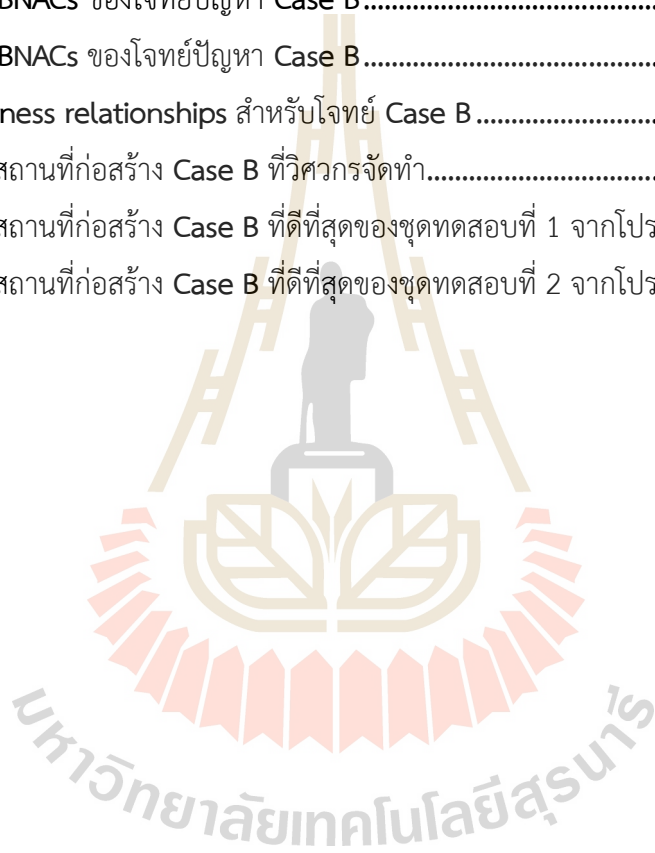 BNACs ของโจทย์ปัญหา Case B
BNACs ของโจทย์ปัญหา Case B
ness relationships สำหรับโจทย์ Case B
สถานที่ก่อสร้าง Case B ที่วิศวกรจัดทำ
สถานที่ก่อสร้าง Case B ที่ดีที่สุดของชุดทดสอบที่ 1 จากโปร
สถานที่ก่อสร้าง Case B ที่ดีที่สุดของชุดทดสอบที่ 2 จากโปร
มหาวิทยาลัยเทคโนโลยีสุรนารี